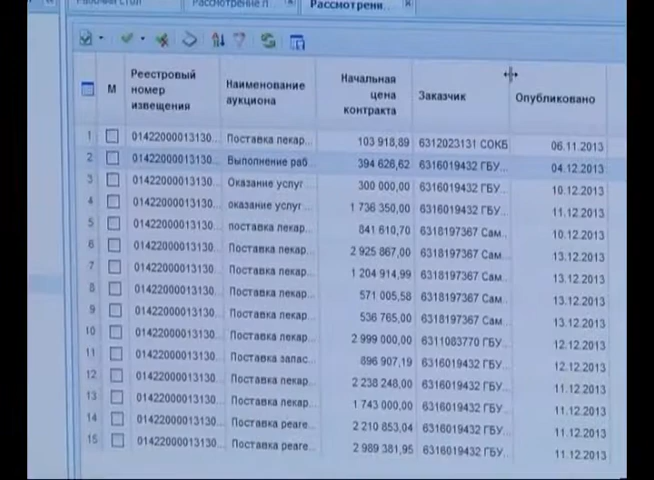 Рабочий стол Рассмотрение п... Рассмотрени...
М Реестровый номер извещения Наименование аукциона Начальная цена контракта Заказчик Опубликовано
1 01422000013130... Поставка лекар... 103 918,89 6312023131 СОКБ 06.11.2013
2 01422000013130... Выполнение раб... 394 626,62 6316019432 ГБУ... 04.12.2013
3 01422000013130... Оказание услуг... 300 000,00 6316019432 ГБУ... 10.12.2013
4 01422000013130... оказание услуг... 1 736 350,00 6316019432 ГБУ... 11.12.2013
5 01422000013130... поставка лекар... 841 610,70 6318197367 Сам... 10.12.2013
6 01422000013130... Поставка лекар... 2 925 867,00 6318197367 Сам... 13.12.2013
7 01422000013130... Поставка лекар... 1 204 914,99 6318197367 Сам... 13.12.2013
8 01422000013130... Поставка лекар... 571 005,58 6318197367 Сам... 13.12.2013
9 01422000013130... Поставка лекар... 536 765,00 6318197367 Сам... 13.12.2013
10 01422000013130... Поставка лекар... 2 999 000,00 6311083770 ГБУ... 12.12.2013
11 01422000013130... Поставка запас... 896 907,19 6316019432 ГБУ... 12.12.2013
12 01422000013130... Поставка лекар... 2 238 248,00 6316019432 ГБУ... 11.12.2013
13 01422000013130... Поставка лекар... 1 743 000,00 6316019432 ГБУ... 11.12.2013
14 01422000013130... Поставка реаге... 2 210 853,04 6316019432 ГБУ... 11.12.2013
15 01422000013130... Поставка реаге... 2 989 381,95 6316019432 ГБУ... 11.12.2013